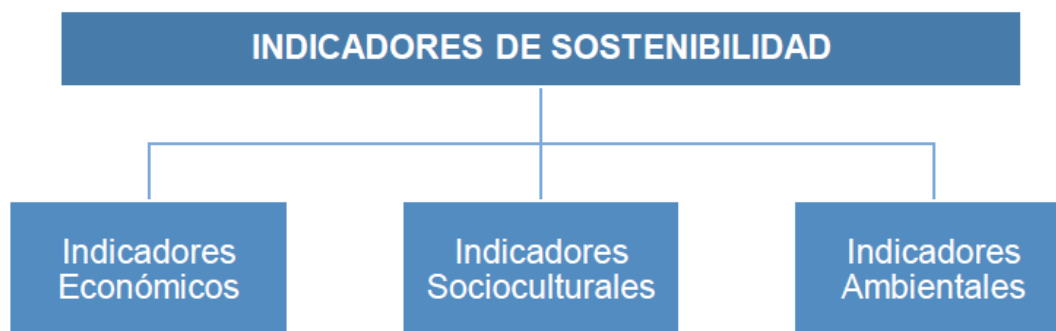 INDICADORES DE SOSTENIBILIDAD
Indicadores
Económicos
Indicadores
Socioculturales
Indicadores
Ambientales